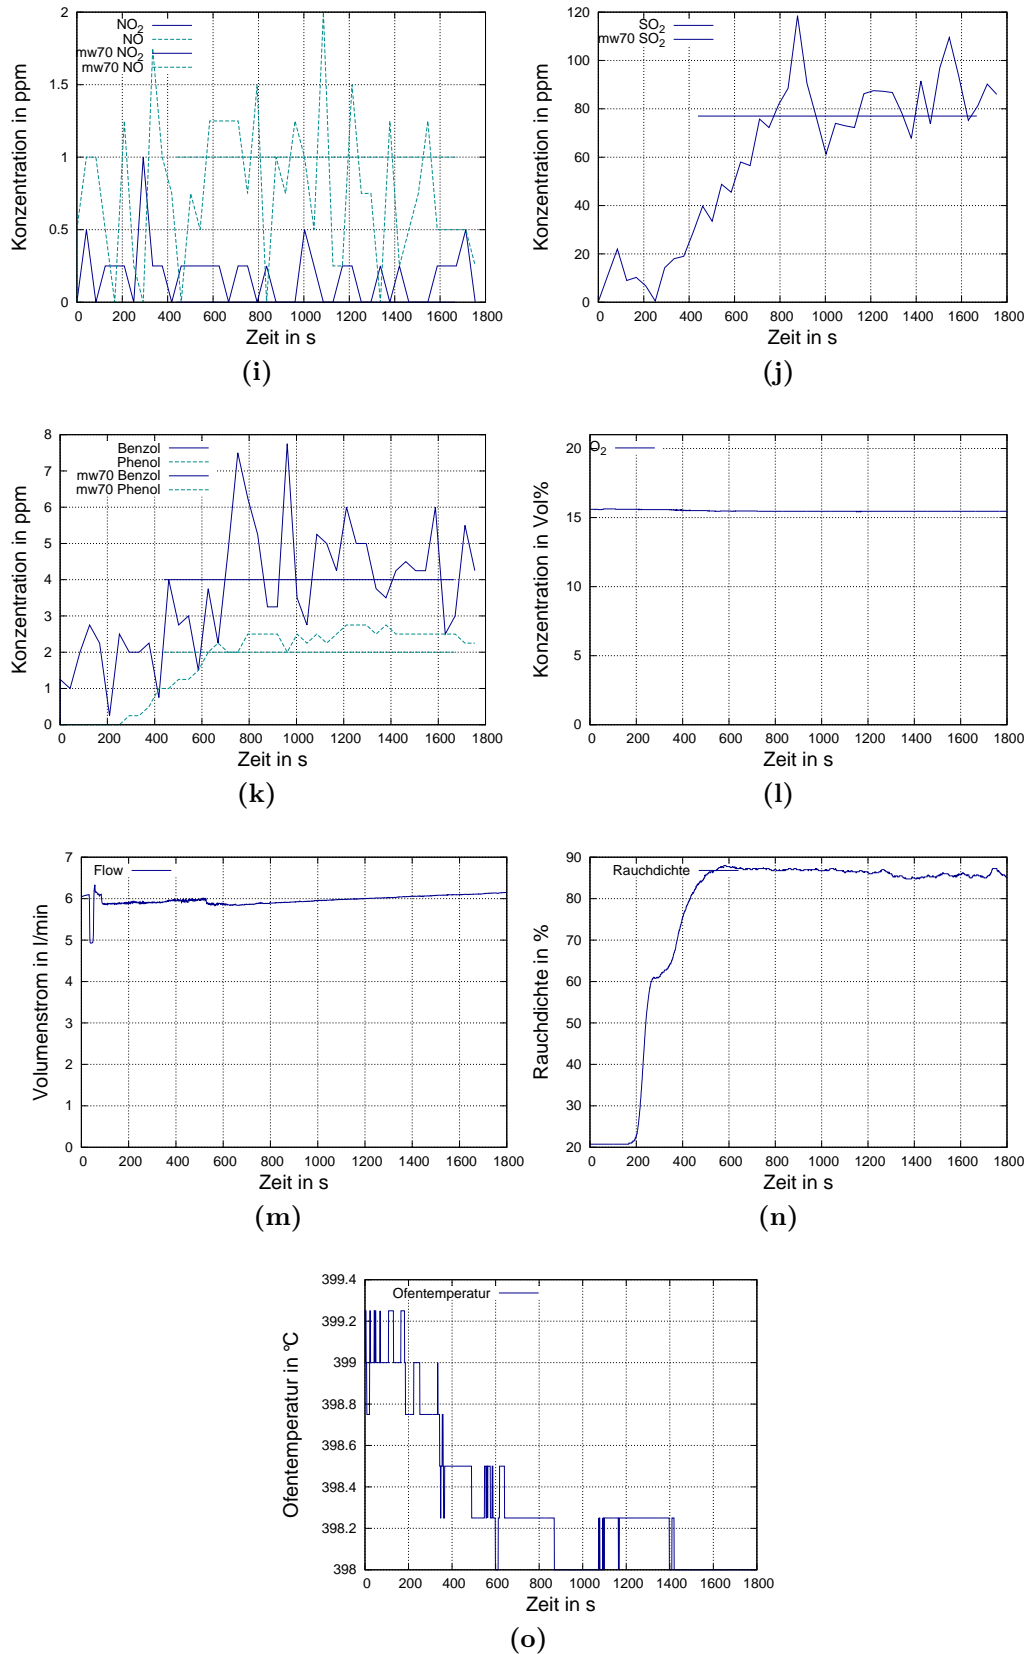 2
1.5
1
0.5
0
NO2
NO
mw70 NO2
mw70 NO
Konzentration in ppm
0 200 400 600 800 1000 1200 1400 1600 1800
Zeit in s
(i)
120
100
80
60
40
20
0
SO2
mw70 SO2
Konzentration in ppm
0 200 400 600 800 1000 1200 1400 1600 1800
Zeit in s
(j)
8
7
6
5
4
3
2
1
0
Benzol
Phenol
mw70 Benzol
mw70 Phenol
Konzentration in ppm
0 200 400 600 800 1000 1200 1400 1600 1800
Zeit in s
(k)
20
15
10
5
0
O2
Konzentration in Vol%
0 200 400 600 800 1000 1200 1400 1600 1800
Zeit in s
(l)
7
6
5
4
3
2
1
0
Flow
Volumenstrom in l/min
0 200 400 600 800 1000 1200 1400 1600 1800
Zeit in s
(m)
90
80
70
60
50
40
30
20
Rauchdichte
Rauchdichte in %
0 200 400 600 800 1000 1200 1400 1600 1800
Zeit in s
(n)
399.4
399.2
399
398.8
398.6
398.4
398.2
398
Ofentemperatur
Ofentemperatur in °C
0 200 400 600 800 1000 1200 1400 1600 1800
Zeit in s
(o)